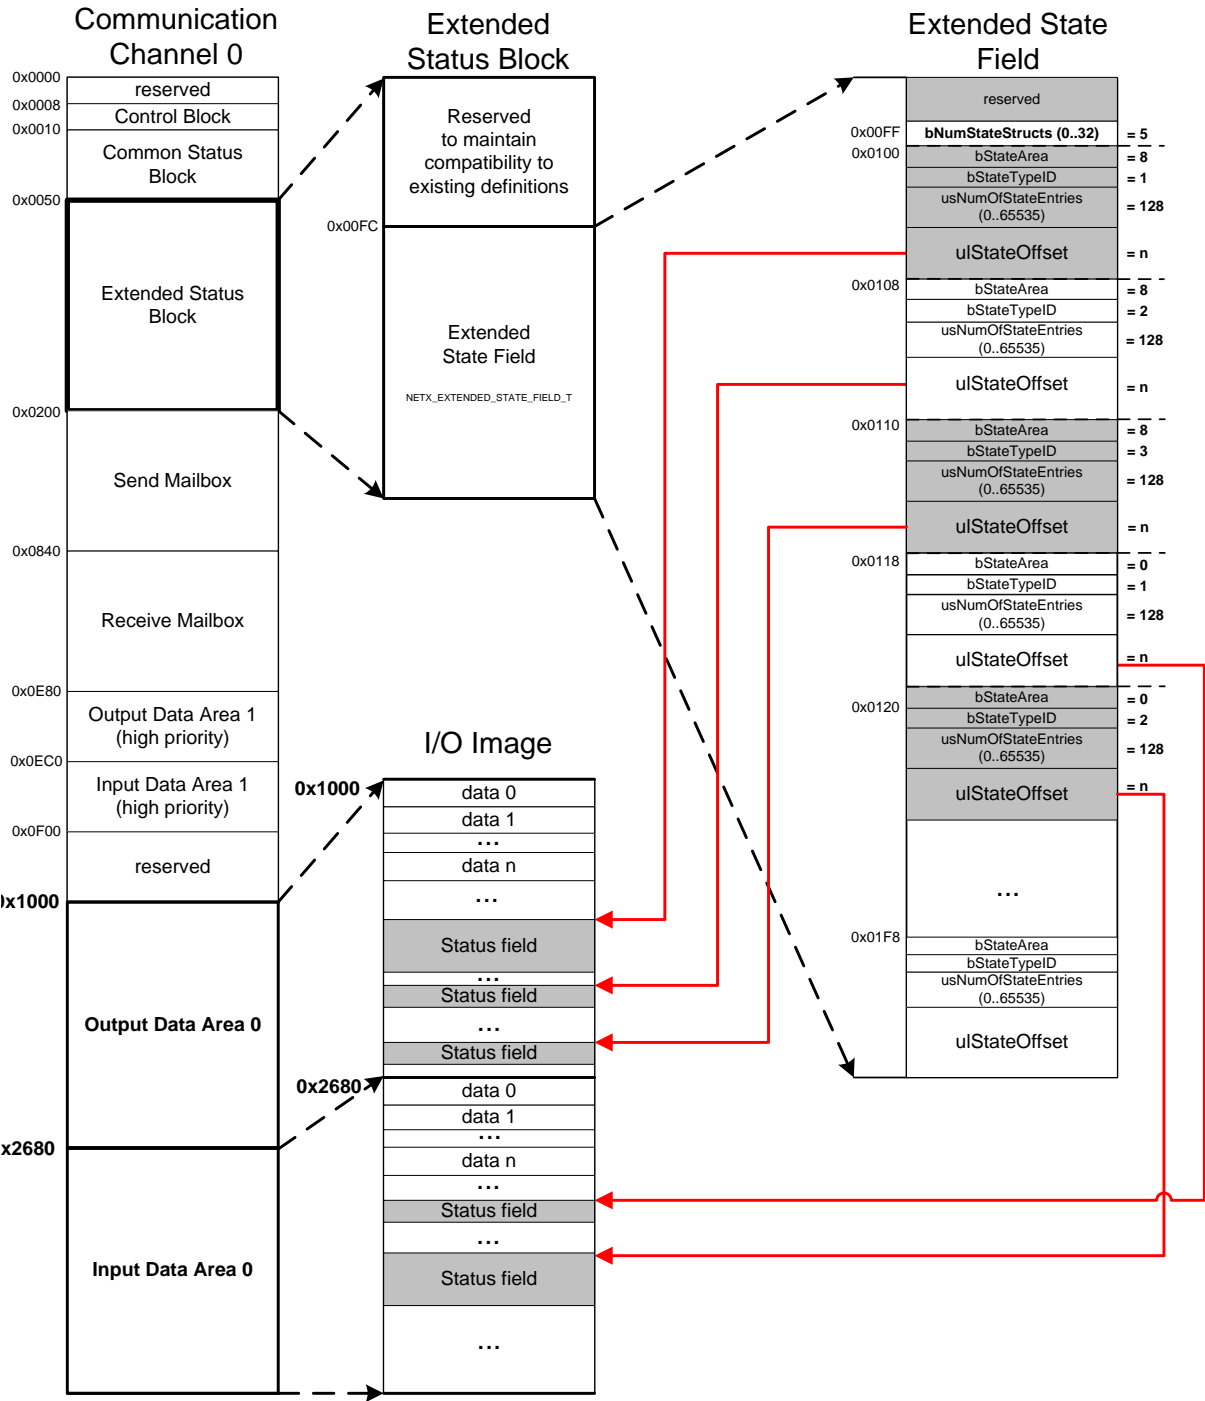 Communication
Channel 0
0x0000
reserved
0x0008
Control Block
0x0010
Common Status
Block
0x0050
Extended Status
Block
0x0200
Send Mailbox
0x0840
Receive Mailbox
0x0E80
Output Data Area 1
(high priority)
0x0EC0
Input Data Area 1
(high priority)
0x0F00
reserved
0x1000
Output Data Area 0
x2680
Input Data Area 0
Extended
Status Block
Reserved
to maintain
compatibility to
existing definitions
0x00FC
Extended
State Field
NETX_EXTENDED_STATE_FIELD_T
I/O Image
0x1000
data 0
data 1
...
data n
...
Status field
...
Status field
...
Status field
0x2680
data 0
data 1
...
data n
...
Status field
...
Status field
...
Extended State
Field
reserved
0x00FF
bNumStateStructs (0..32)
= 5
0x0100
bStateArea
= 8
bStateTypeID
= 1
usNumOfStateEntries
(0..65535)
= 128
ulStateOffset
= n
0x0108
bStateArea
= 8
bStateTypeID
= 2
usNumOfStateEntries
(0..65535)
= 128
ulStateOffset
= n
0x0110
bStateArea
= 8
bStateTypeID
= 3
usNumOfStateEntries
(0..65535)
= 128
ulStateOffset
= n
0x0118
bStateArea
= 0
bStateTypeID
= 1
usNumOfStateEntries
(0..65535)
= 128
ulStateOffset
= n
0x0120
bStateArea
= 0
bStateTypeID
= 2
usNumOfStateEntries
(0..65535)
= 128
ulStateOffset
= n
...
0x01F8
bStateArea
bStateTypeID
usNumOfStateEntries
(0..65535)
ulStateOffset